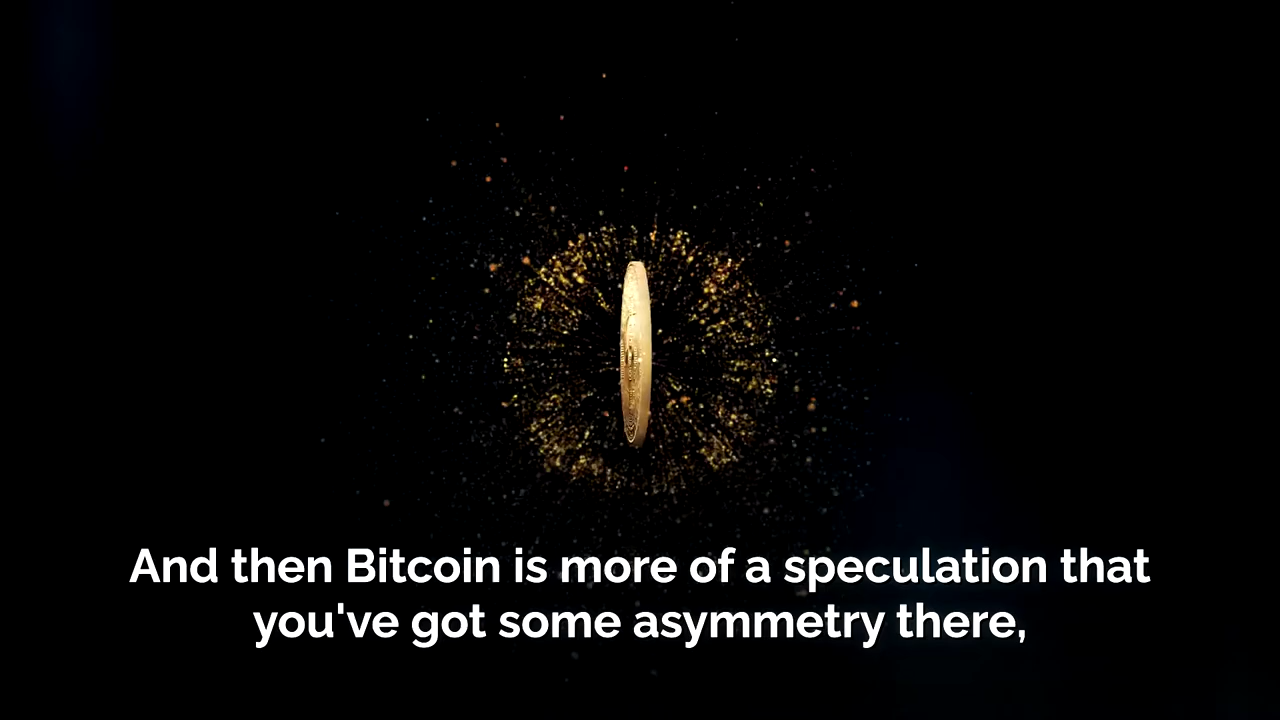 And then Bitcoin is more of a speculation that
you've got some asymmetry there,